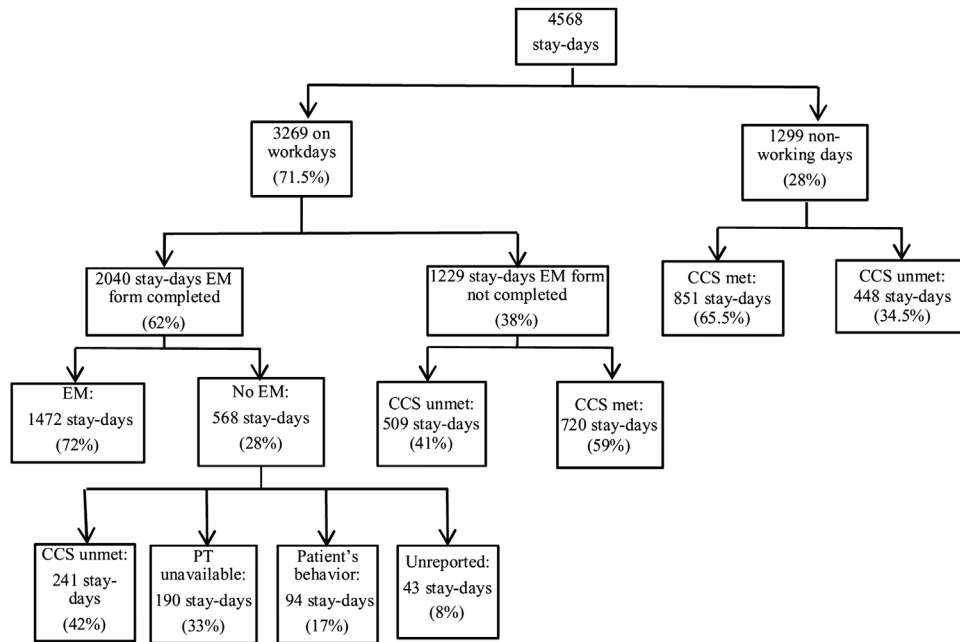 4568
stay-days
3269 on
workdays
(71.5%)
1299 non-
working days
(28%)
2040 stay-days EM
form completed
(62%)
1229 stay-days EM form
not completed
(38%)
CCS met:
851 stay-days
(65.5%)
CCS unmet:
448 stay-days
(34.5%)
EM:
1472 stay-days
(72%)
No EM:
568 stay-days
(28%)
CCS unmet:
509 stay-days
(41%)
CCS met:
720 stay-days
(59%)
CCS unmet:
241 stay-
days
(42%)
PT
unavailable:
190 stay-days
(33%)
Patient's
behavior:
94 stay-days
(17%)
Unreported:
43 stay-days
(8%)